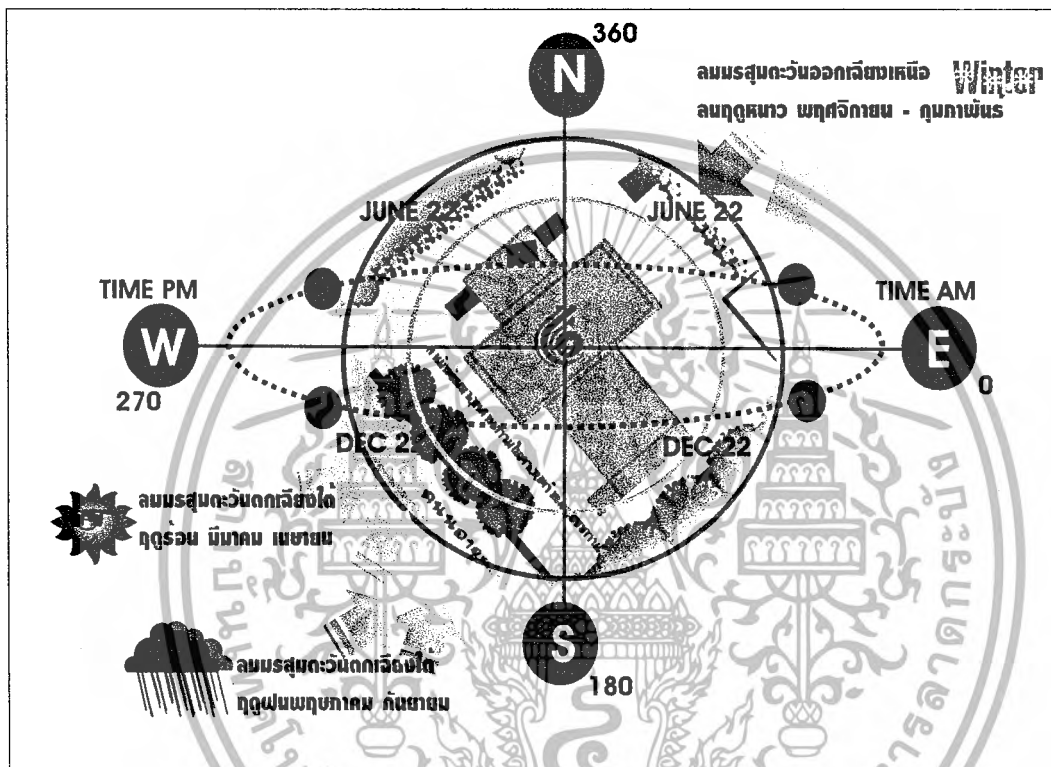 360
N
ลมมรสุมตะวันออกเฉียงเหนือ Winter
ลมฤดูหนาว พฤศจิกายน - กุมภาพันธ์
JUNE 22
JUNE 22
TIME PM
TIME AM
W
E
270
0
DEC 22
DEC 22
ลมมรสุมตะวันตกเฉียงใต้
ฤดูร้อน มีนาคม เมษายน
S
180
ลมมรสุมตะวันตกเฉียงใต้
ฤดูฝนพฤษภาคม กันยายน